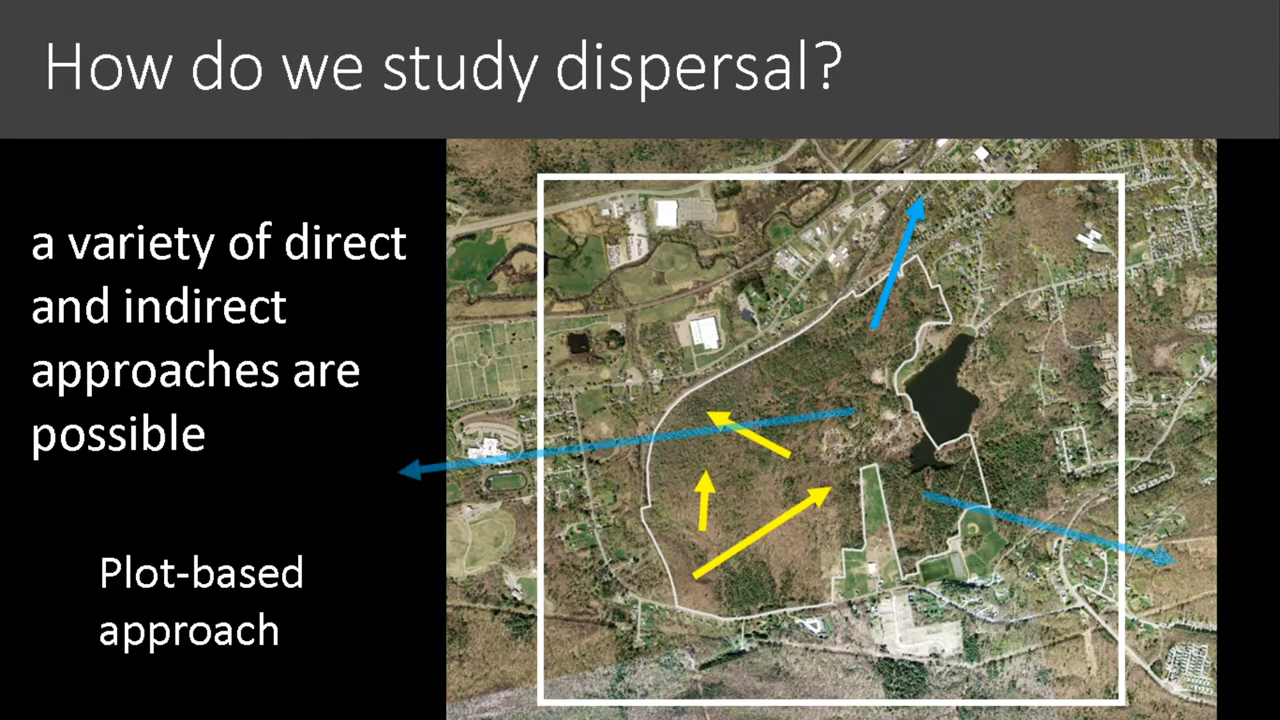 How do we study dispersal?
a variety of direct
and indirect
approaches are
possible
Plot-based
approach